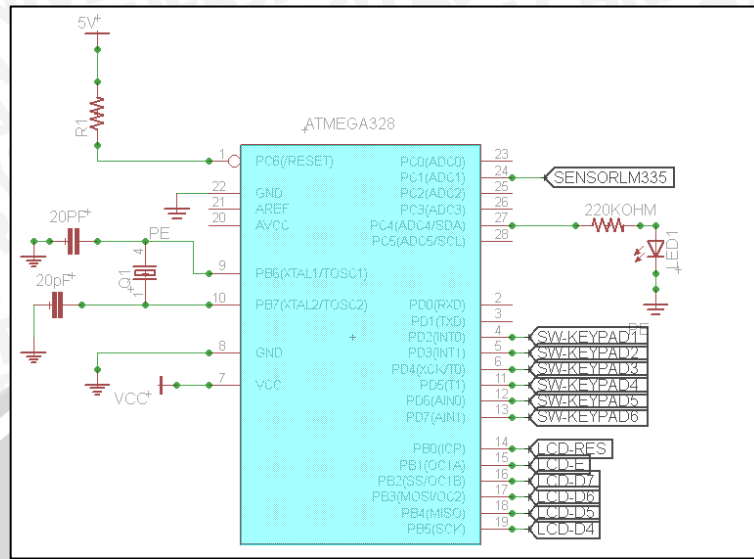 5V
R1
ATMEGA328
1 PC6(/RESET)
22 GND
21 AREF
20 AVCC
9 PB6(XTAL1/TOSC1)
10 PB7(XTAL2/TOSC2)
8 GND
7 VCC
20PF
PE
4
Q1
1
20pF
VCC
PC0(ADC0) 23
PC1(ADC1) 24 SENSORLM335
PC2(ADC2) 25
PC3(ADC3) 26
PC4(ADC4/SDA) 27
PC5(ADC5/SCL) 28
220KOHM
LED1
PE
PD0(RXD) 2
PD1(TXD) 3
PD2(INT0) 4 SW-KEYPAD1
PD3(INT1) 5 SW-KEYPAD2
PD4(XCK/T0) 6 SW-KEYPAD3
PD5(T1) 11 SW-KEYPAD4
PD6(AIN0) 12 SW-KEYPAD5
PD7(AIN1) 13 SW-KEYPAD6
PB0(ICP) 14 LCD-RES
PB1(OC1A) 15 LCD-E
PB2(SS/OC1B) 16 LCD-D7
PB3(MOSI/OC2) 17 LCD-D6
PB4(MISO) 18 LCD-D5
PB5(SCK) 19 LCD-D4